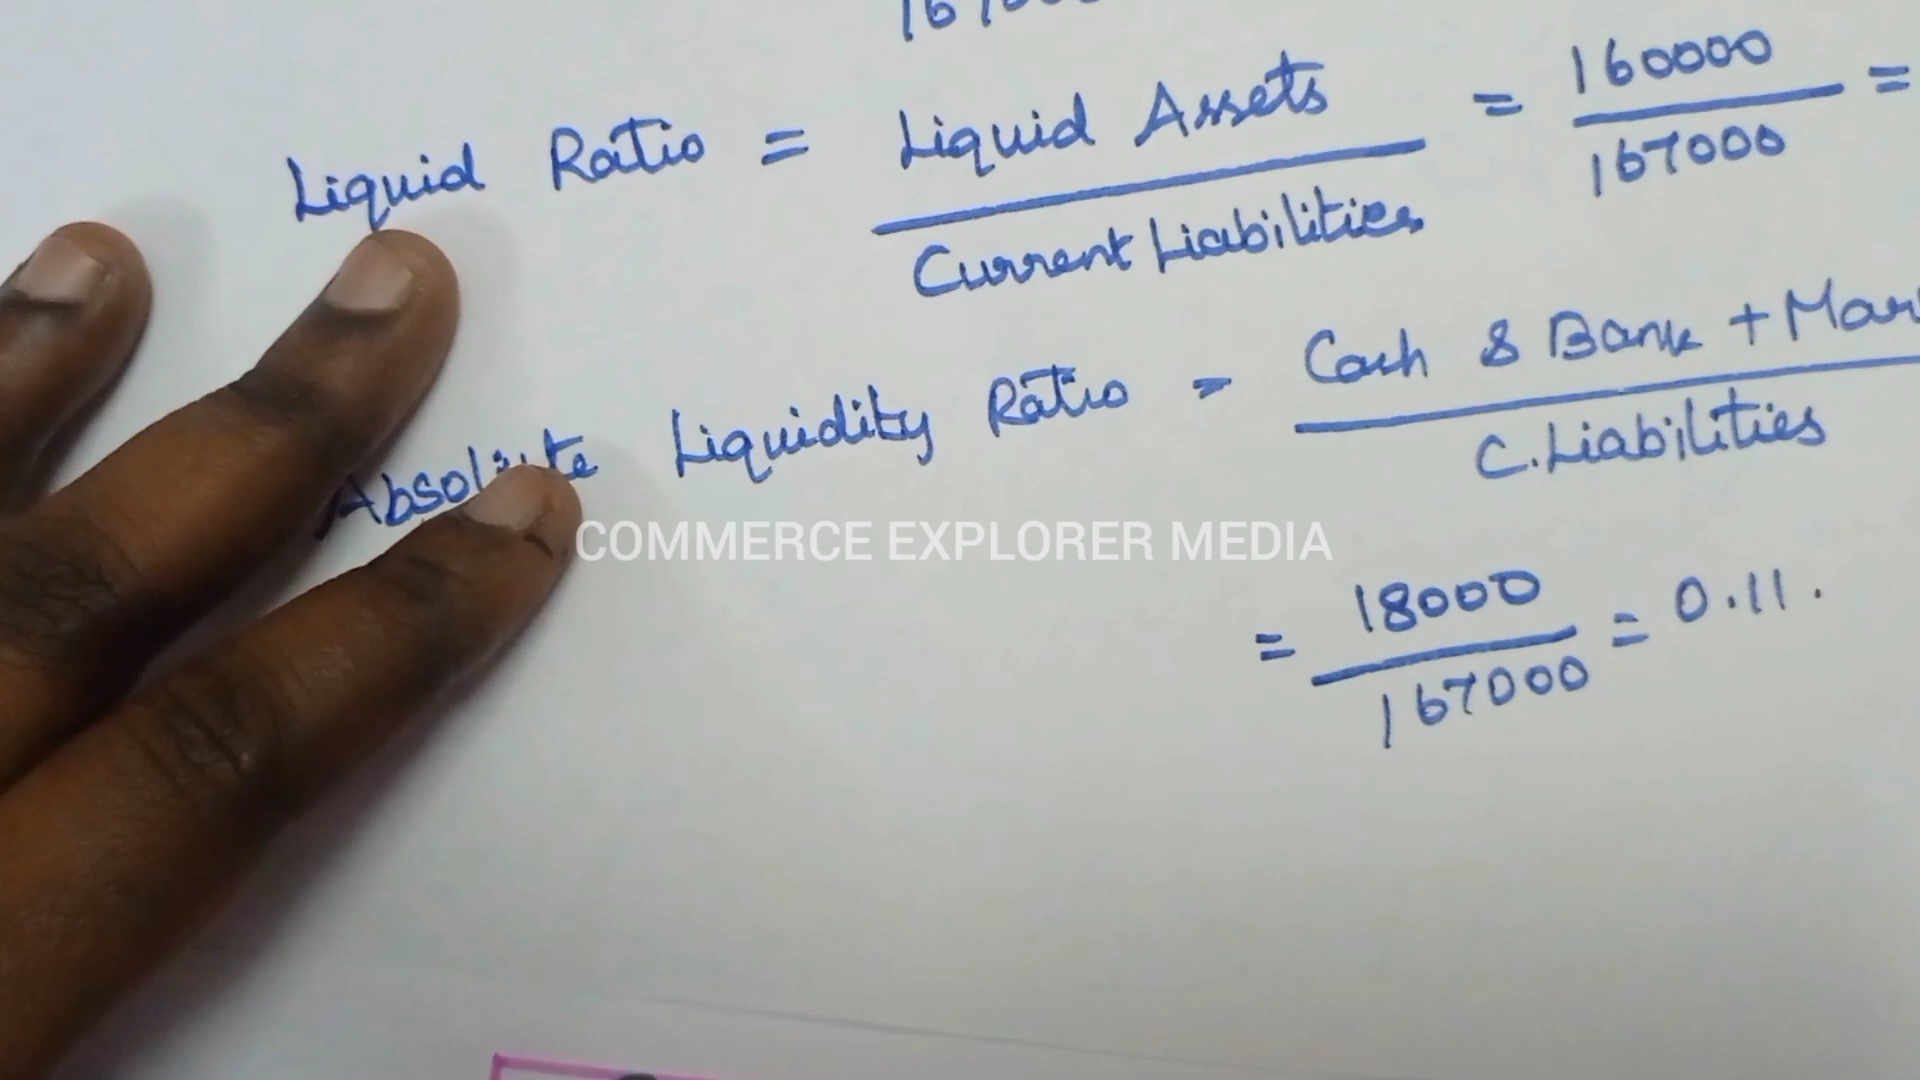 Liquid Ratio = Liquid Assets / Current Liabilities = 160000 / 167000 =
Absolute Liquidity Ratio = Cash & Bank + Mar / C. Liabilities
COMMERCE EXPLORER MEDIA
= 18000 / 167000 = 0.11.